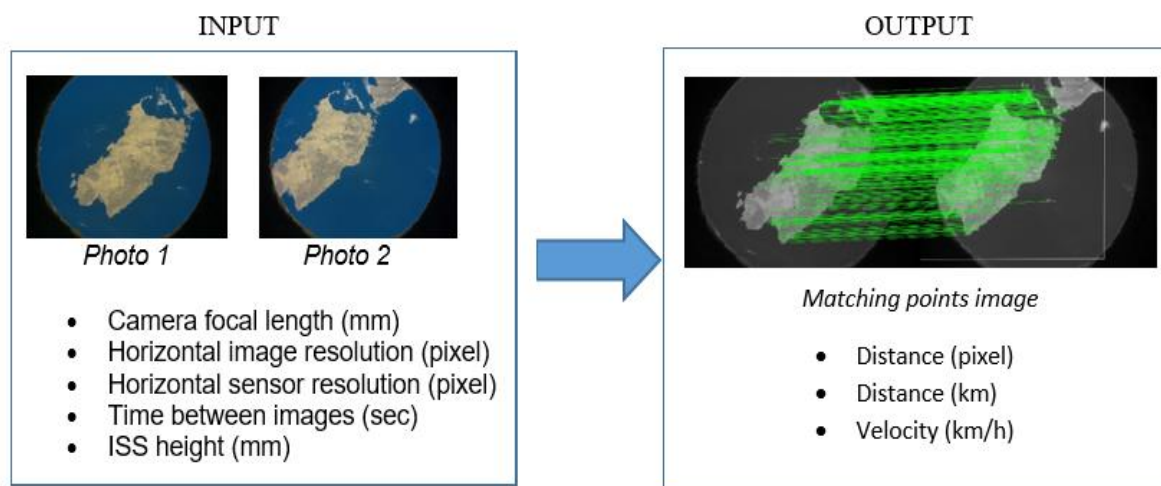 INPUT
OUTPUT
Photo 1
Photo 2
• Camera focal length (mm)
• Horizontal image resolution (pixel)
• Horizontal sensor resolution (pixel)
• Time between images (sec)
• ISS height (mm)
Matching points image
• Distance (pixel)
• Distance (km)
• Velocity (km/h)